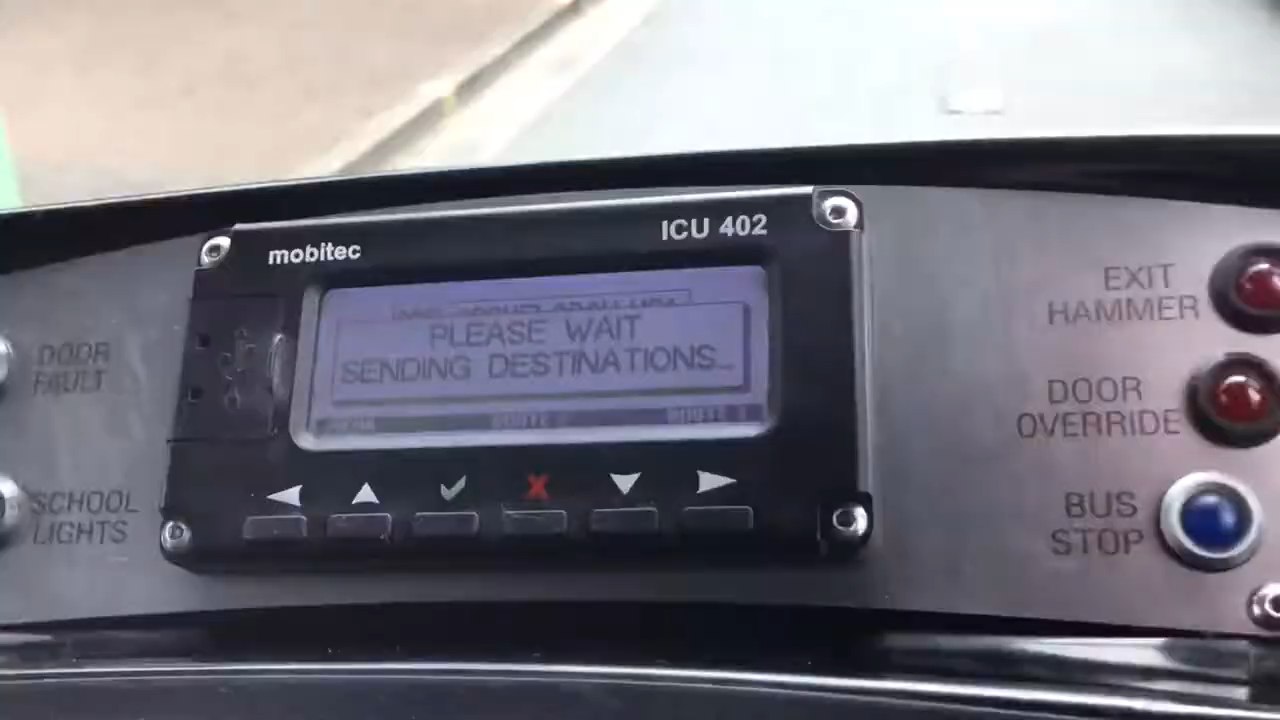 mobitec
ICU 402
PLEASE WAIT
SENDING DESTINATIONS...
DOOR
FAULT
SCHOOL
LIGHTS
EXIT
HAMMER
DOOR
OVERRIDE
BUS
STOP